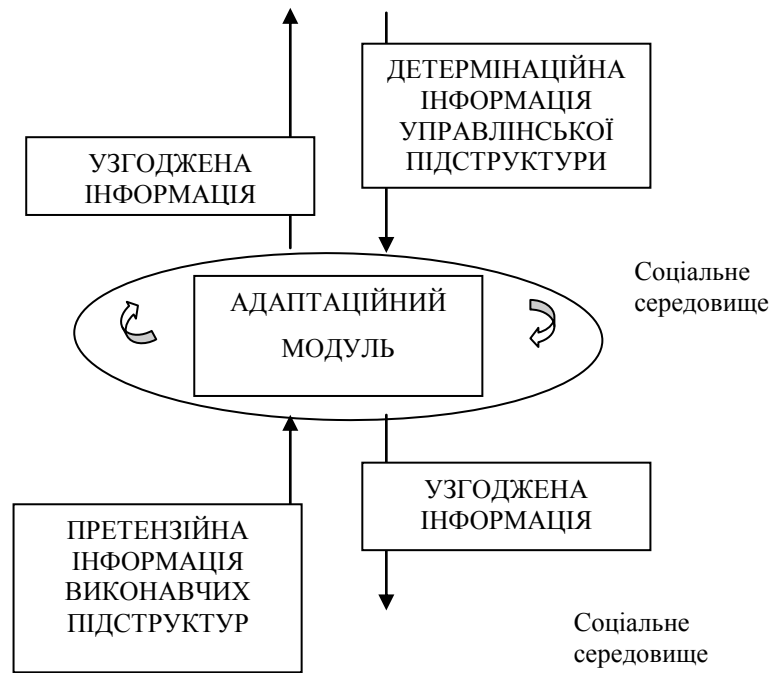 ДЕТЕРМІНАЦІЙНА
ІНФОРМАЦІЯ
УПРАВЛІНСЬКОЇ
ПІДСТРУКТУРИ
УЗГОДЖЕНА
ІНФОРМАЦІЯ
Соціальне
середовище
АДАПТАЦІЙНИЙ
МОДУЛЬ
УЗГОДЖЕНА
ІНФОРМАЦІЯ
ПРЕТЕНЗІЙНА
ІНФОРМАЦІЯ
ВИКОНАВЧИХ
ПІДСТРУКТУР
Соціальне
середовище